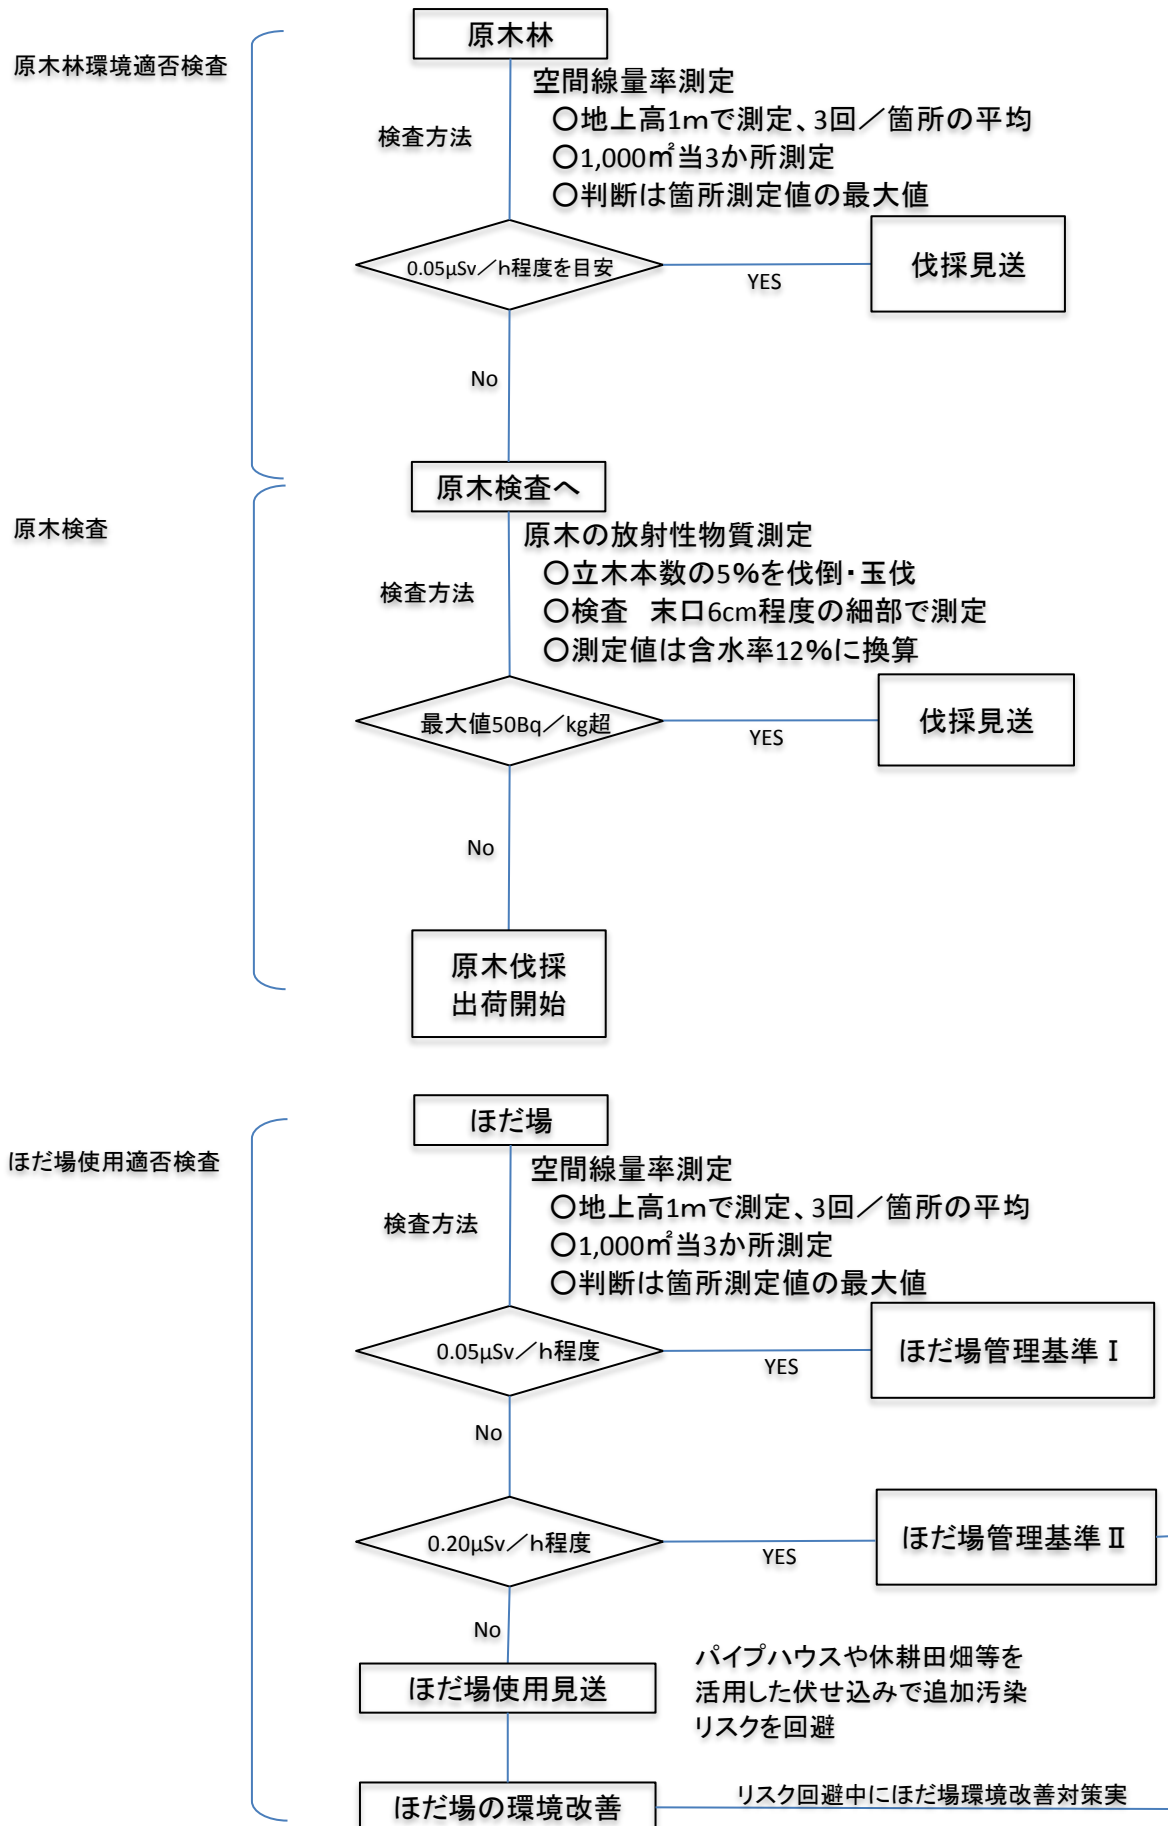 原木林
原木林環境適否検査
空間線量率測定
○地上高1mで測定、3回／箇所の平均
検査方法
○1,000㎡当3か所測定
○判断は箇所測定値の最大値
0.05μSv／h程度を目安
YES
伐採見送
No
原木検査へ
原木検査
原木の放射性物質測定
○立木本数の5%を伐倒・玉伐
検査方法
○検査　末口6cm程度の細部で測定
○測定値は含水率12%に換算
最大値50Bq／kg超
YES
伐採見送
No
原木伐採
出荷開始
ほだ場
ほだ場使用適否検査
空間線量率測定
○地上高1mで測定、3回／箇所の平均
検査方法
○1,000㎡当3か所測定
○判断は箇所測定値の最大値
0.05μSv／h程度
YES
ほだ場管理基準Ⅰ
No
0.20μSv／h程度
YES
ほだ場管理基準Ⅱ
No
ほだ場使用見送
パイプハウスや休耕田畑等を
活用した伏せ込みで追加汚染
リスクを回避
ほだ場の環境改善
リスク回避中にほだ場環境改善対策実